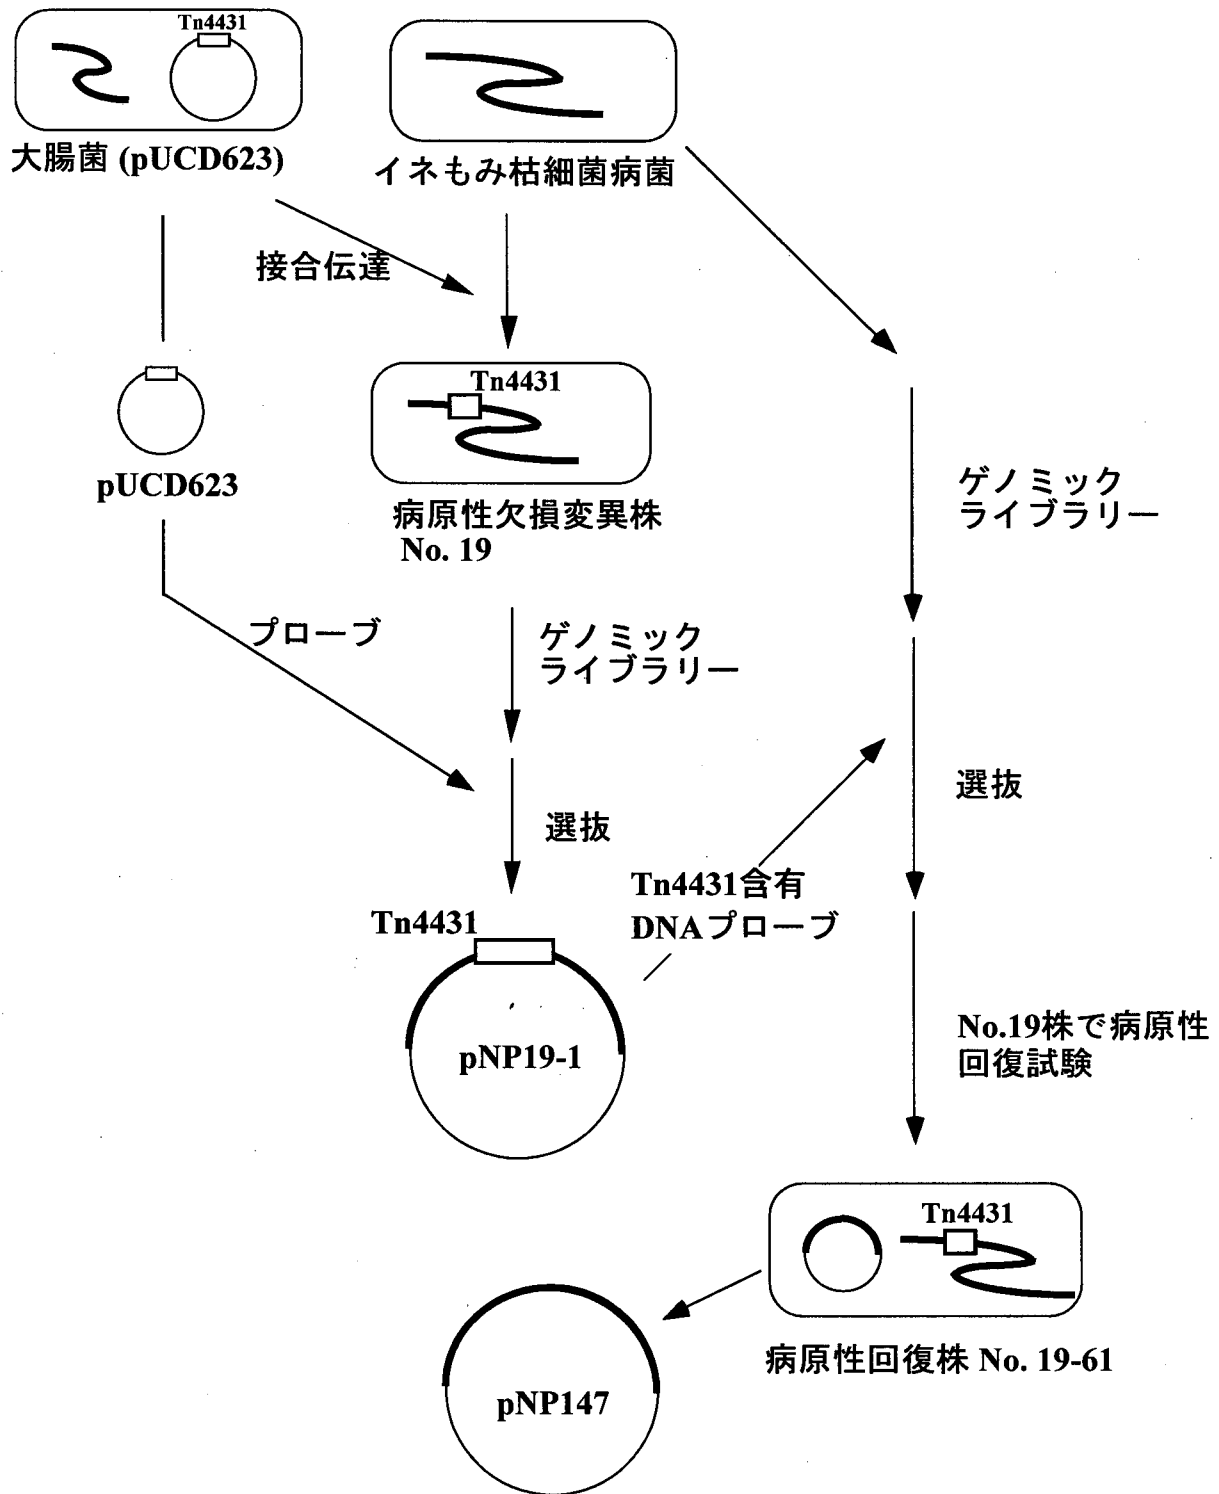 Tn4431
大腸菌 (pUCD623)
イネもみ枯細菌病菌
接合伝達
Tn4431
pUCD623
病原性欠損変異株
No. 19
ゲノミック
ライブラリー
プローブ
ゲノミック
ライブラリー
選抜
選抜
Tn4431含有
DNAプローブ
Tn4431
pNP19-1
No.19株で病原性
回復試験
Tn4431
病原性回復株 No. 19-61
pNP147